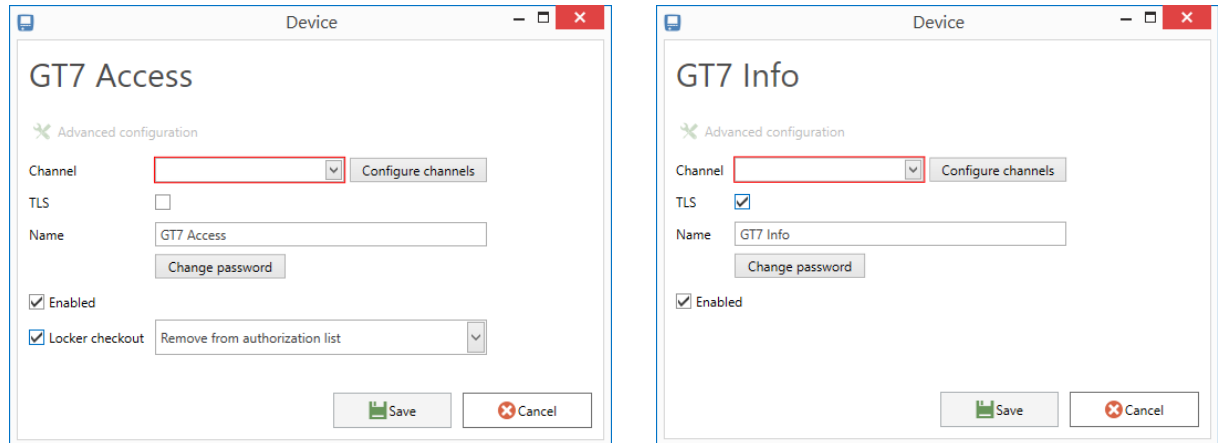 Device
GT7 Access
Advanced configuration
Channel Configure channels
TLS
Name GT7 Access
Change password
Enabled
Locker checkout Remove from authorization list
Save Cancel
Device
GT7 Info
Advanced configuration
Channel Configure channels
TLS
Name GT7 Info
Change password
Enabled
Save Cancel